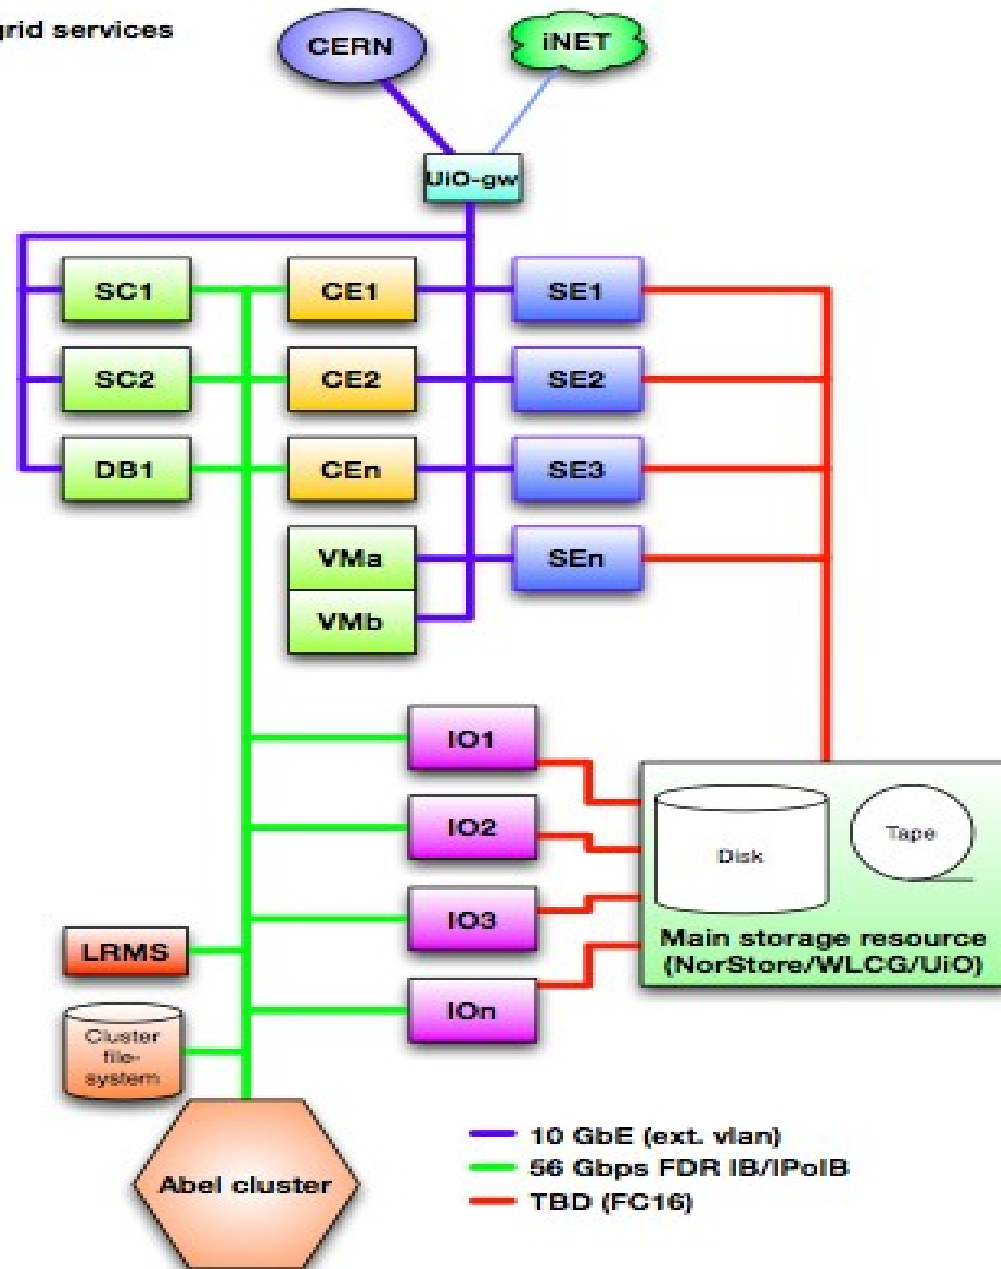 grid services
CERN
iNET
UiO-gw
SC1
CE1
SE1
SC2
CE2
SE2
DB1
CEn
SE3
VMa
SEn
VMb
IO1
IO2
Disk
Tape
IO3
Main storage resource
(NorStore/WLCG/UiO)
LRMS
IOn
Cluster
file-
system
10 GbE (ext. vlan)
56 Gbps FDR IB/IPoIB
TBD (FC16)
Abel cluster